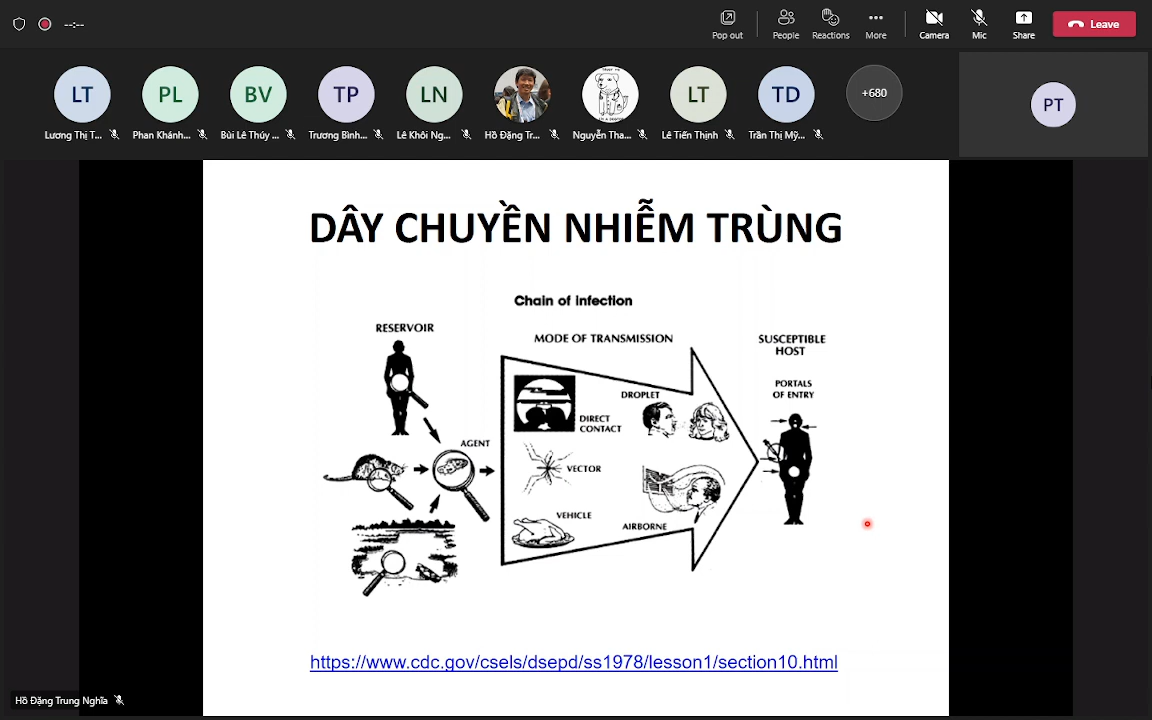 --:--
Pop out
People
Reactions
More
Camera
Mic
Share
Leave
LT
PL
BV
TP
LN
LT
TD
+680
PT
Lương Thị T...
Phan Khánh...
Bùi Lê Thúy ...
Trương Bình...
Lê Khôi Ng...
Hồ Đặng Tr...
Nguyễn Tha...
Lê Tiến Thịnh
Trần Thị Mỹ...
DÂY CHUYỀN NHIỄM TRÙNG
Chain of infection
RESERVOIR
MODE OF TRANSMISSION
SUSCEPTIBLE
HOST
PORTALS
OF ENTRY
DROPLET
DIRECT
CONTACT
AGENT
VECTOR
VEHICLE
AIRBORNE
https://www.cdc.gov/csels/dsepd/ss1978/lesson1/section10.html
Hồ Đặng Trung Nghĩa